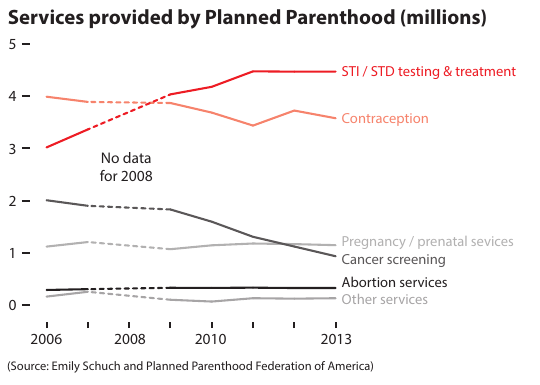 Services provided by Planned Parenthood (millions)
5
4
3
2
1
0
STI / STD testing & treatment
Contraception
No data
for 2008
Pregnancy / prenatal sevices
Cancer screening
Abortion services
Other services
2006
2008
2010
2013
(Source: Emily Schuch and Planned Parenthood Federation of America)